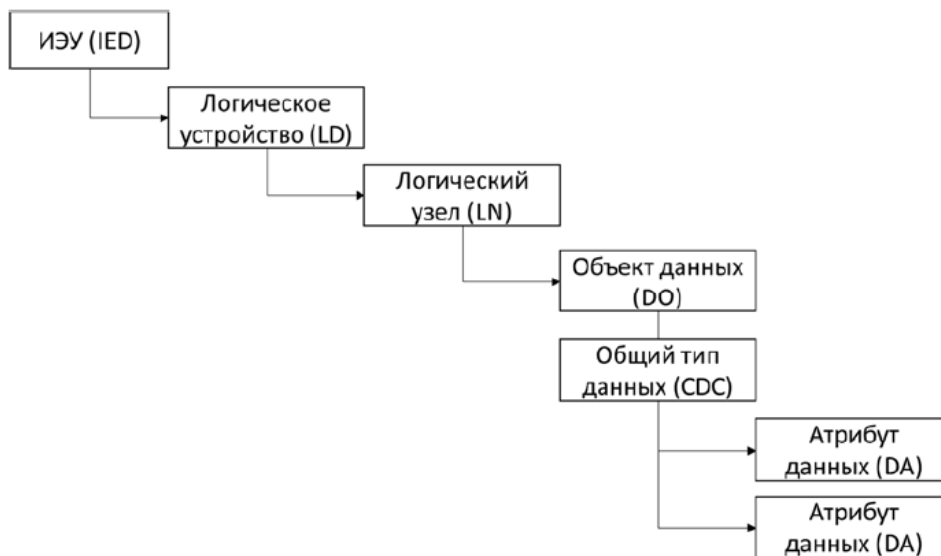 ИЭУ (IED)
Логическое
устройство (LD)
Логический
узел (LN)
Объект данных
(DO)
Общий тип
данных (CDC)
Атрибут
данных (DA)
Атрибут
данных (DA)